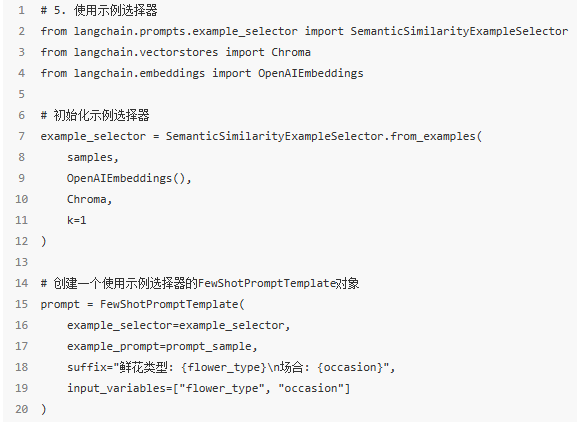 1 # 5. 使用示例选择器
2 from langchain.prompts.example_selector import SemanticSimilarityExampleSelector
3 from langchain.vectorstores import Chroma
4 from langchain.embeddings import OpenAIEmbeddings
5
6 # 初始化示例选择器
7 example_selector = SemanticSimilarityExampleSelector.from_examples(
8     samples,
9     OpenAIEmbeddings(),
10     Chroma,
11     k=1
12 )
13
14 # 创建一个使用示例选择器的FewShotPromptTemplate对象
15 prompt = FewShotPromptTemplate(
16     example_selector=example_selector,
17     example_prompt=prompt_sample,
18     suffix="鲜花类型: {flower_type}\n场合: {occasion}",
19     input_variables=["flower_type", "occasion"]
20 )